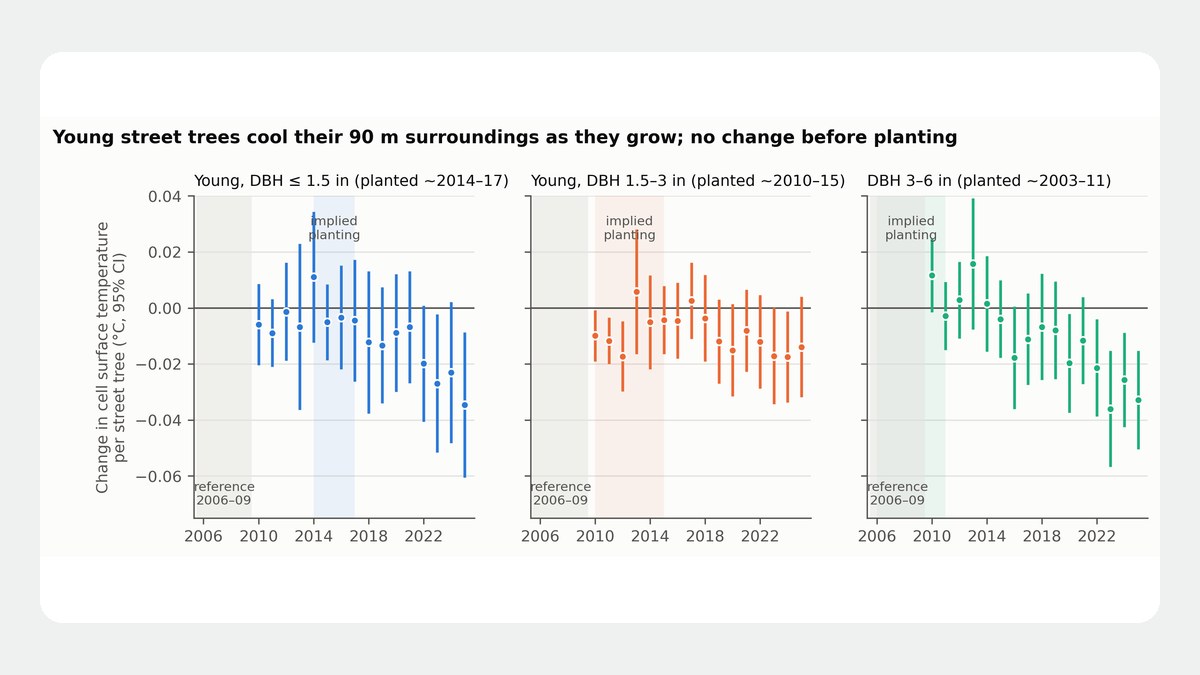 Young street trees cool their 90 m surroundings as they grow; no change before planting
Change in cell surface temperature
per street tree (°C, 95% CI)
Young, DBH ≤ 1.5 in (planted ~2014–17)
0.04
0.02
0.00
−0.02
−0.04
−0.06
implied
planting
reference
2006–09
2006 2010 2014 2018 2022
Young, DBH 1.5–3 in (planted ~2010–15)
implied
planting
reference
2006–09
2006 2010 2014 2018 2022
DBH 3–6 in (planted ~2003–11)
implied
planting
reference
2006–09
2006 2010 2014 2018 2022